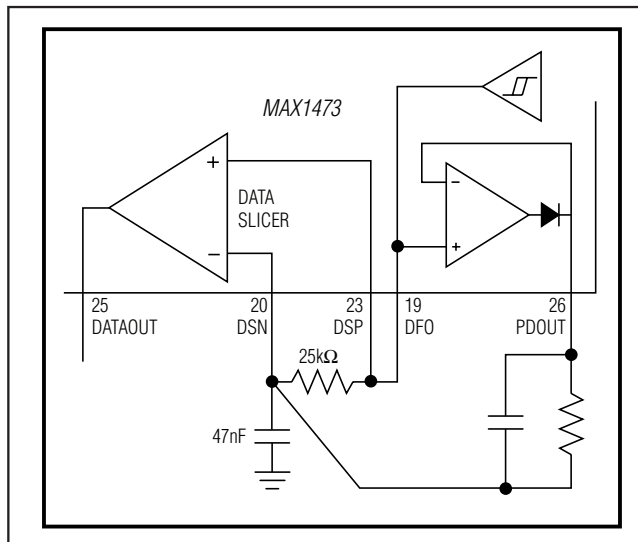 MAX1473
+
DATA
SLICER
−
−
+
25 20 23 19 26
DATAOUT DSN DSP DFO PDOUT
25kΩ
47nF